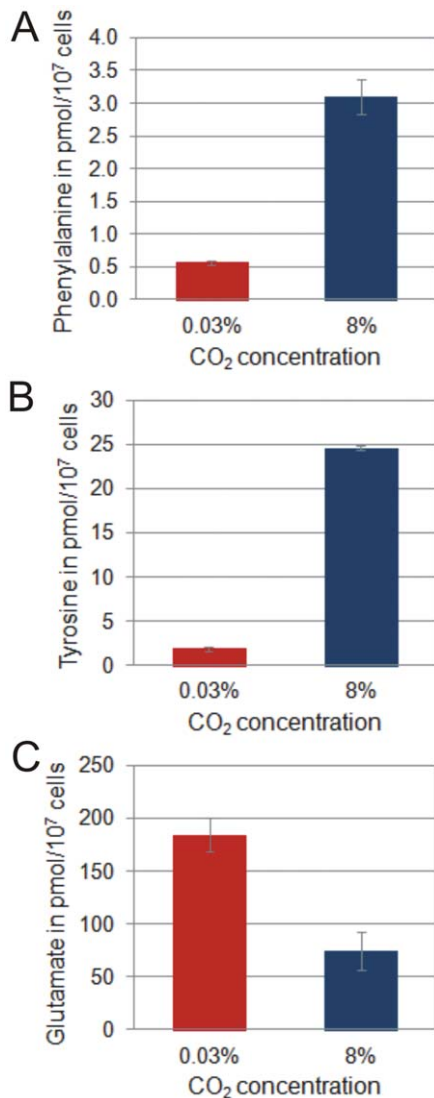 A
Phenylalanine in pmol/10⁷ cells
4.0
3.5
3.0
2.5
2.0
1.5
1.0
0.5
0.0
0.03% 8%
CO₂ concentration
B
Tyrosine in pmol/10⁷ cells
30
25
20
15
10
5
0
0.03% 8%
CO₂ concentration
C
Glutamate in pmol/10⁷ cells
250
200
150
100
50
0
0.03% 8%
CO₂ concentration